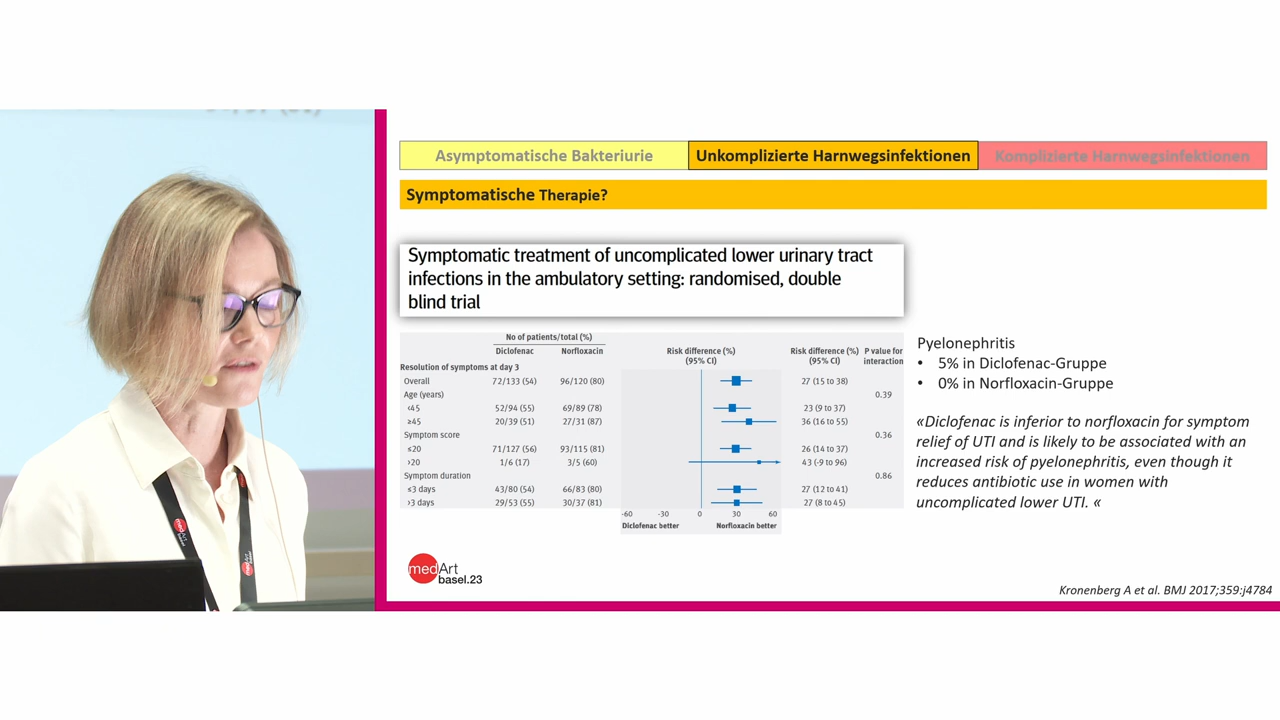 Asymptomatische Bakteriurie
Unkomplizierte Harnwegsinfektionen
Komplizierte Harnwegsinfektionen
Symptomatische Therapie?
Symptomatic treatment of uncomplicated lower urinary tract
infections in the ambulatory setting: randomised, double
blind trial
No of patients/total (%)
Diclofenac Norfloxacin Risk difference (%) (95% CI) Risk difference (%) (95% CI) P value for interaction
Resolution of symptoms at day 3
Overall 72/133 (54) 96/120 (80) 27 (15 to 38)
Age (years) 0.39
<45 52/94 (55) 69/89 (78) 23 (9 to 37)
≥45 20/39 (51) 27/31 (87) 36 (16 to 55)
Symptom score 0.36
≤20 71/127 (56) 93/115 (81) 26 (14 to 37)
>20 1/6 (17) 3/5 (60) 43 (-9 to 96)
Symptom duration 0.86
≤3 days 43/80 (54) 66/83 (80) 27 (12 to 41)
>3 days 29/53 (55) 30/37 (81) 27 (8 to 45)
-60 -30 0 30 60
Diclofenac better Norfloxacin better
Pyelonephritis
• 5% in Diclofenac-Gruppe
• 0% in Norfloxacin-Gruppe
«Diclofenac is inferior to norfloxacin for symptom
relief of UTI and is likely to be associated with an
increased risk of pyelonephritis, even though it
reduces antibiotic use in women with
uncomplicated lower UTI. «
medArt
basel.23
Kronenberg A et al. BMJ 2017;359:j4784